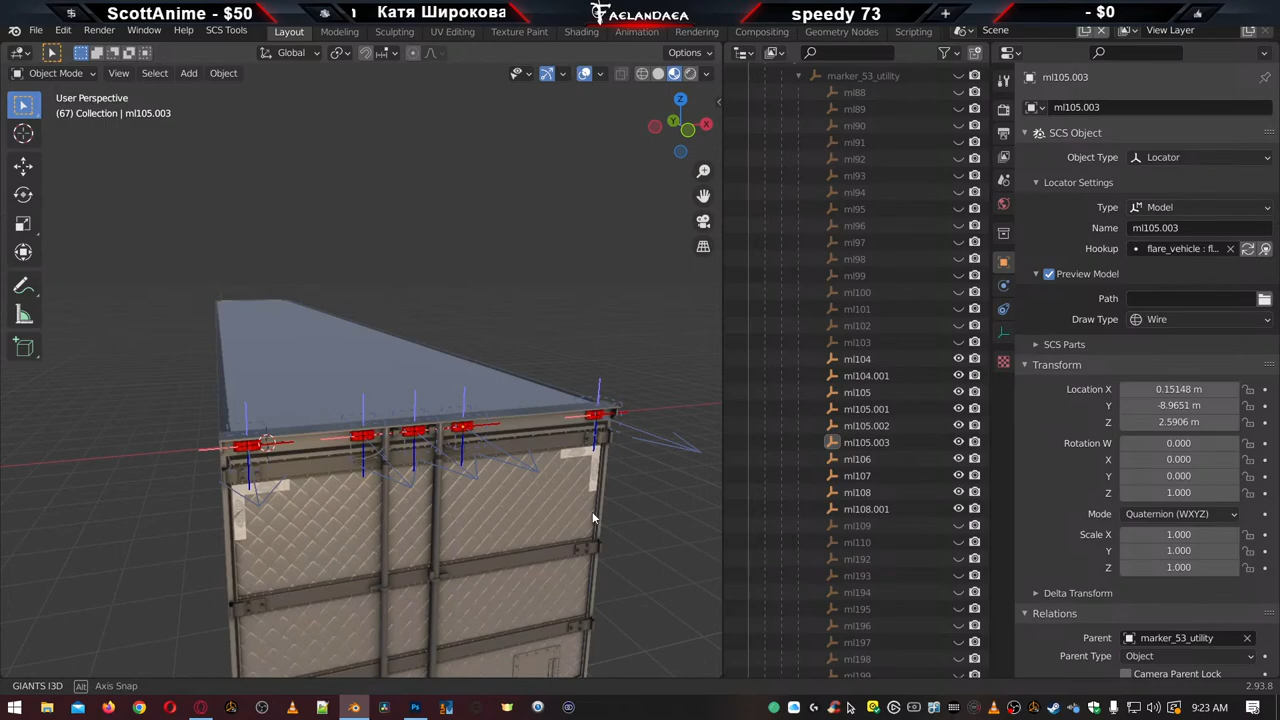 ScottAnime - $50
Катя Широкова
FAELANDAEA
speedy 73
- $0
File Edit Render Window Help SCS Tools
Layout Modeling Sculpting UV Editing Texture Paint Shading Animation Rendering Compositing Geometry Nodes Scripting
Scene
View Layer
Global
Options
Object Mode View Select Add Object
User Perspective
(67) Collection | ml105.003
Z
Y
X
marker_53_utility
ml88
ml89
ml90
ml91
ml92
ml93
ml94
ml95
ml96
ml97
ml98
ml99
ml100
ml101
ml102
ml103
ml104
ml104.001
ml105
ml105.001
ml105.002
ml105.003
ml106
ml107
ml108
ml108.001
ml109
ml110
ml192
ml193
ml194
ml195
ml196
ml197
ml198
ml199
ml105.003
ml105.003
SCS Object
Object Type Locator
Locator Settings
Type Model
Name ml105.003
Hookup flare_vehicle : fl...
Preview Model
Path
Draw Type Wire
SCS Parts
Transform
Location X 0.15148 m
Y -8.9651 m
Z 2.5906 m
Rotation W 0.000
X 0.000
Y 0.000
Z 1.000
Mode Quaternion (WXYZ)
Scale X 1.000
Y 1.000
Z 1.000
Delta Transform
Relations
Parent marker_53_utility
Parent Type Object
Camera Parent Lock
GIANTS I3D Alt Axis Snap
2.93.8
9:23 AM